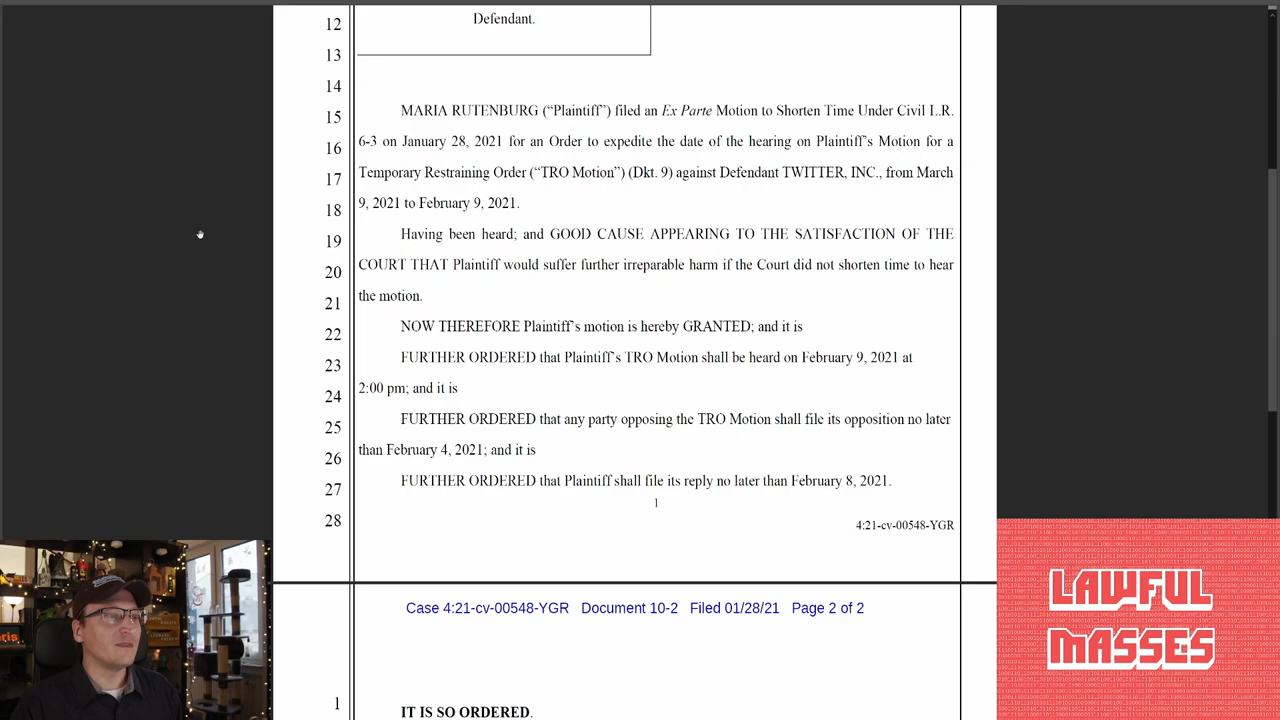 12 Defendant.
13
14
15 MARIA RUTENBURG (“Plaintiff”) filed an Ex Parte Motion to Shorten Time Under Civil L.R.
16 6-3 on January 28, 2021 for an Order to expedite the date of the hearing on Plaintiff’s Motion for a
17 Temporary Restraining Order (“TRO Motion”) (Dkt. 9) against Defendant TWITTER, INC., from March
18 9, 2021 to February 9, 2021.
19 Having been heard; and GOOD CAUSE APPEARING TO THE SATISFACTION OF THE
20 COURT THAT Plaintiff would suffer further irreparable harm if the Court did not shorten time to hear
21 the motion.
22 NOW THEREFORE Plaintiff’s motion is hereby GRANTED; and it is
23 FURTHER ORDERED that Plaintiff’s TRO Motion shall be heard on February 9, 2021 at
24 2:00 pm; and it is
25 FURTHER ORDERED that any party opposing the TRO Motion shall file its opposition no later
26 than February 4, 2021; and it is
27 FURTHER ORDERED that Plaintiff shall file its reply no later than February 8, 2021.
1
28 4:21-cv-00548-YGR
Case 4:21-cv-00548-YGR Document 10-2 Filed 01/28/21 Page 2 of 2
1 IT IS SO ORDERED.
LAWFUL
MASSES